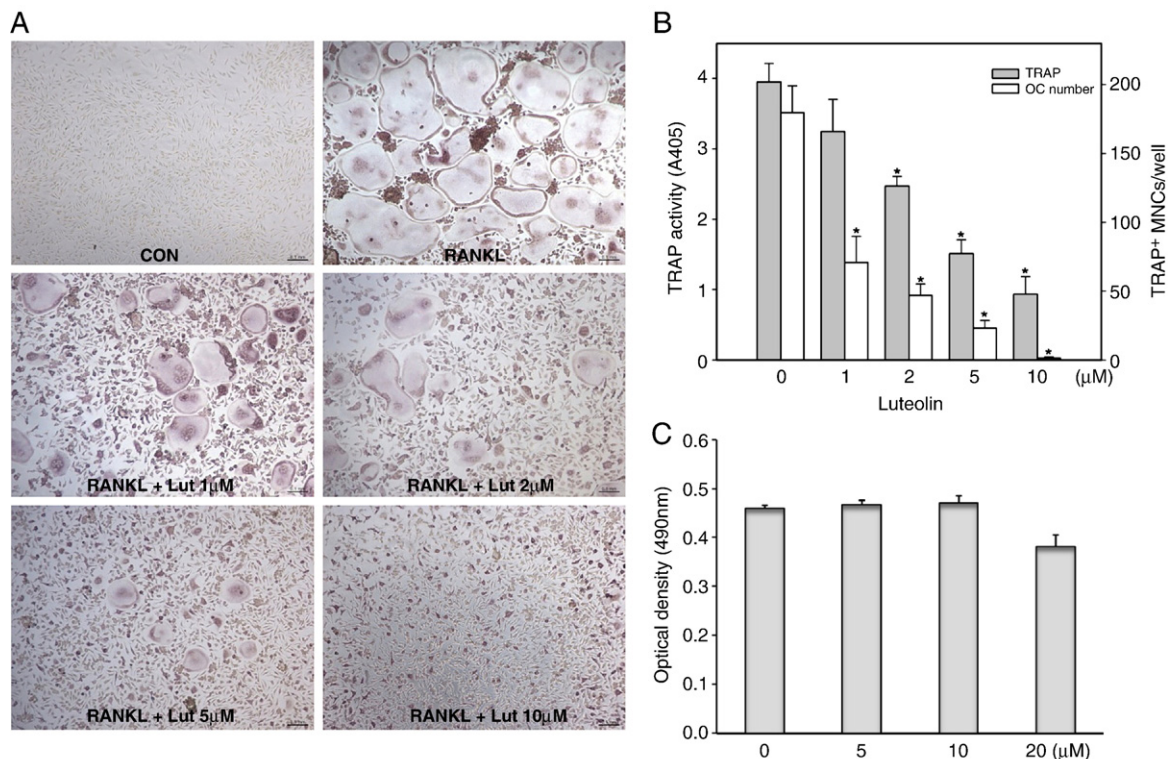 A
CON
RANKL
RANKL + Lut 1μM
RANKL + Lut 2μM
RANKL + Lut 5μM
RANKL + Lut 10μM
B
TRAP activity (A405)
4
3
2
1
0
TRAP
OC number
200
150
100
50
0
TRAP⁺ MNCs/well
* * * * * * *
0 1 2 5 10 (μM)
Luteolin
C
Optical density (490nm)
0.6
0.5
0.4
0.3
0.2
0.1
0.0
0 5 10 20 (μM)